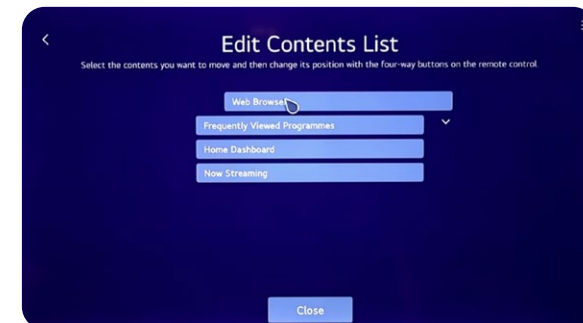 Edit Contents List
Select the contents you want to move and then change its position with the four-way buttons on the remote control.
Web Browser
Frequently Viewed Programmes
Home Dashboard
Now Streaming
Close